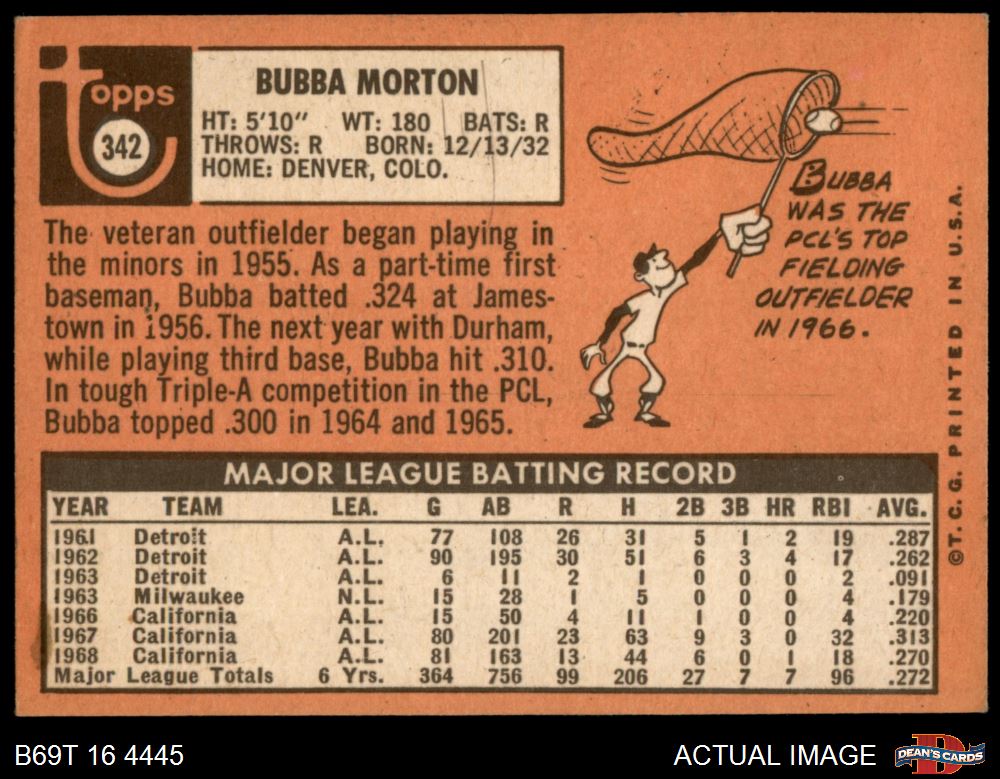 Topps
342
BUBBA MORTON
HT: 5'10" WT: 180 BATS: R
THROWS: R BORN: 12/13/32
HOME: DENVER, COLO.
The veteran outfielder began playing in
the minors in 1955. As a part-time first
baseman, Bubba batted .324 at James-
town in 1956. The next year with Durham,
while playing third base, Bubba hit .310.
In tough Triple-A competition in the PCL,
Bubba topped .300 in 1964 and 1965.
BUBBA
WAS THE
PCL'S TOP
FIELDING
OUTFIELDER
IN 1966.
MAJOR LEAGUE BATTING RECORD
YEAR TEAM LEA. G AB R H 2B 3B HR RBI AVG.
1961 Detroit A.L. 77 108 26 31 5 1 2 19 .287
1962 Detroit A.L. 90 195 30 51 6 3 4 17 .262
1963 Detroit A.L. 6 11 2 1 0 0 0 2 .091
1963 Milwaukee N.L. 15 28 1 5 0 0 0 4 .179
1966 California A.L. 15 50 4 11 1 0 0 4 .220
1967 California A.L. 80 201 23 63 9 3 0 32 .313
1968 California A.L. 81 163 13 44 6 0 1 18 .270
Major League Totals 6 Yrs. 364 756 99 206 27 7 7 96 .272
©T.C.G. PRINTED IN U.S.A.
B69T 16 4445
ACTUAL IMAGE
D
DEAN'S CARDS